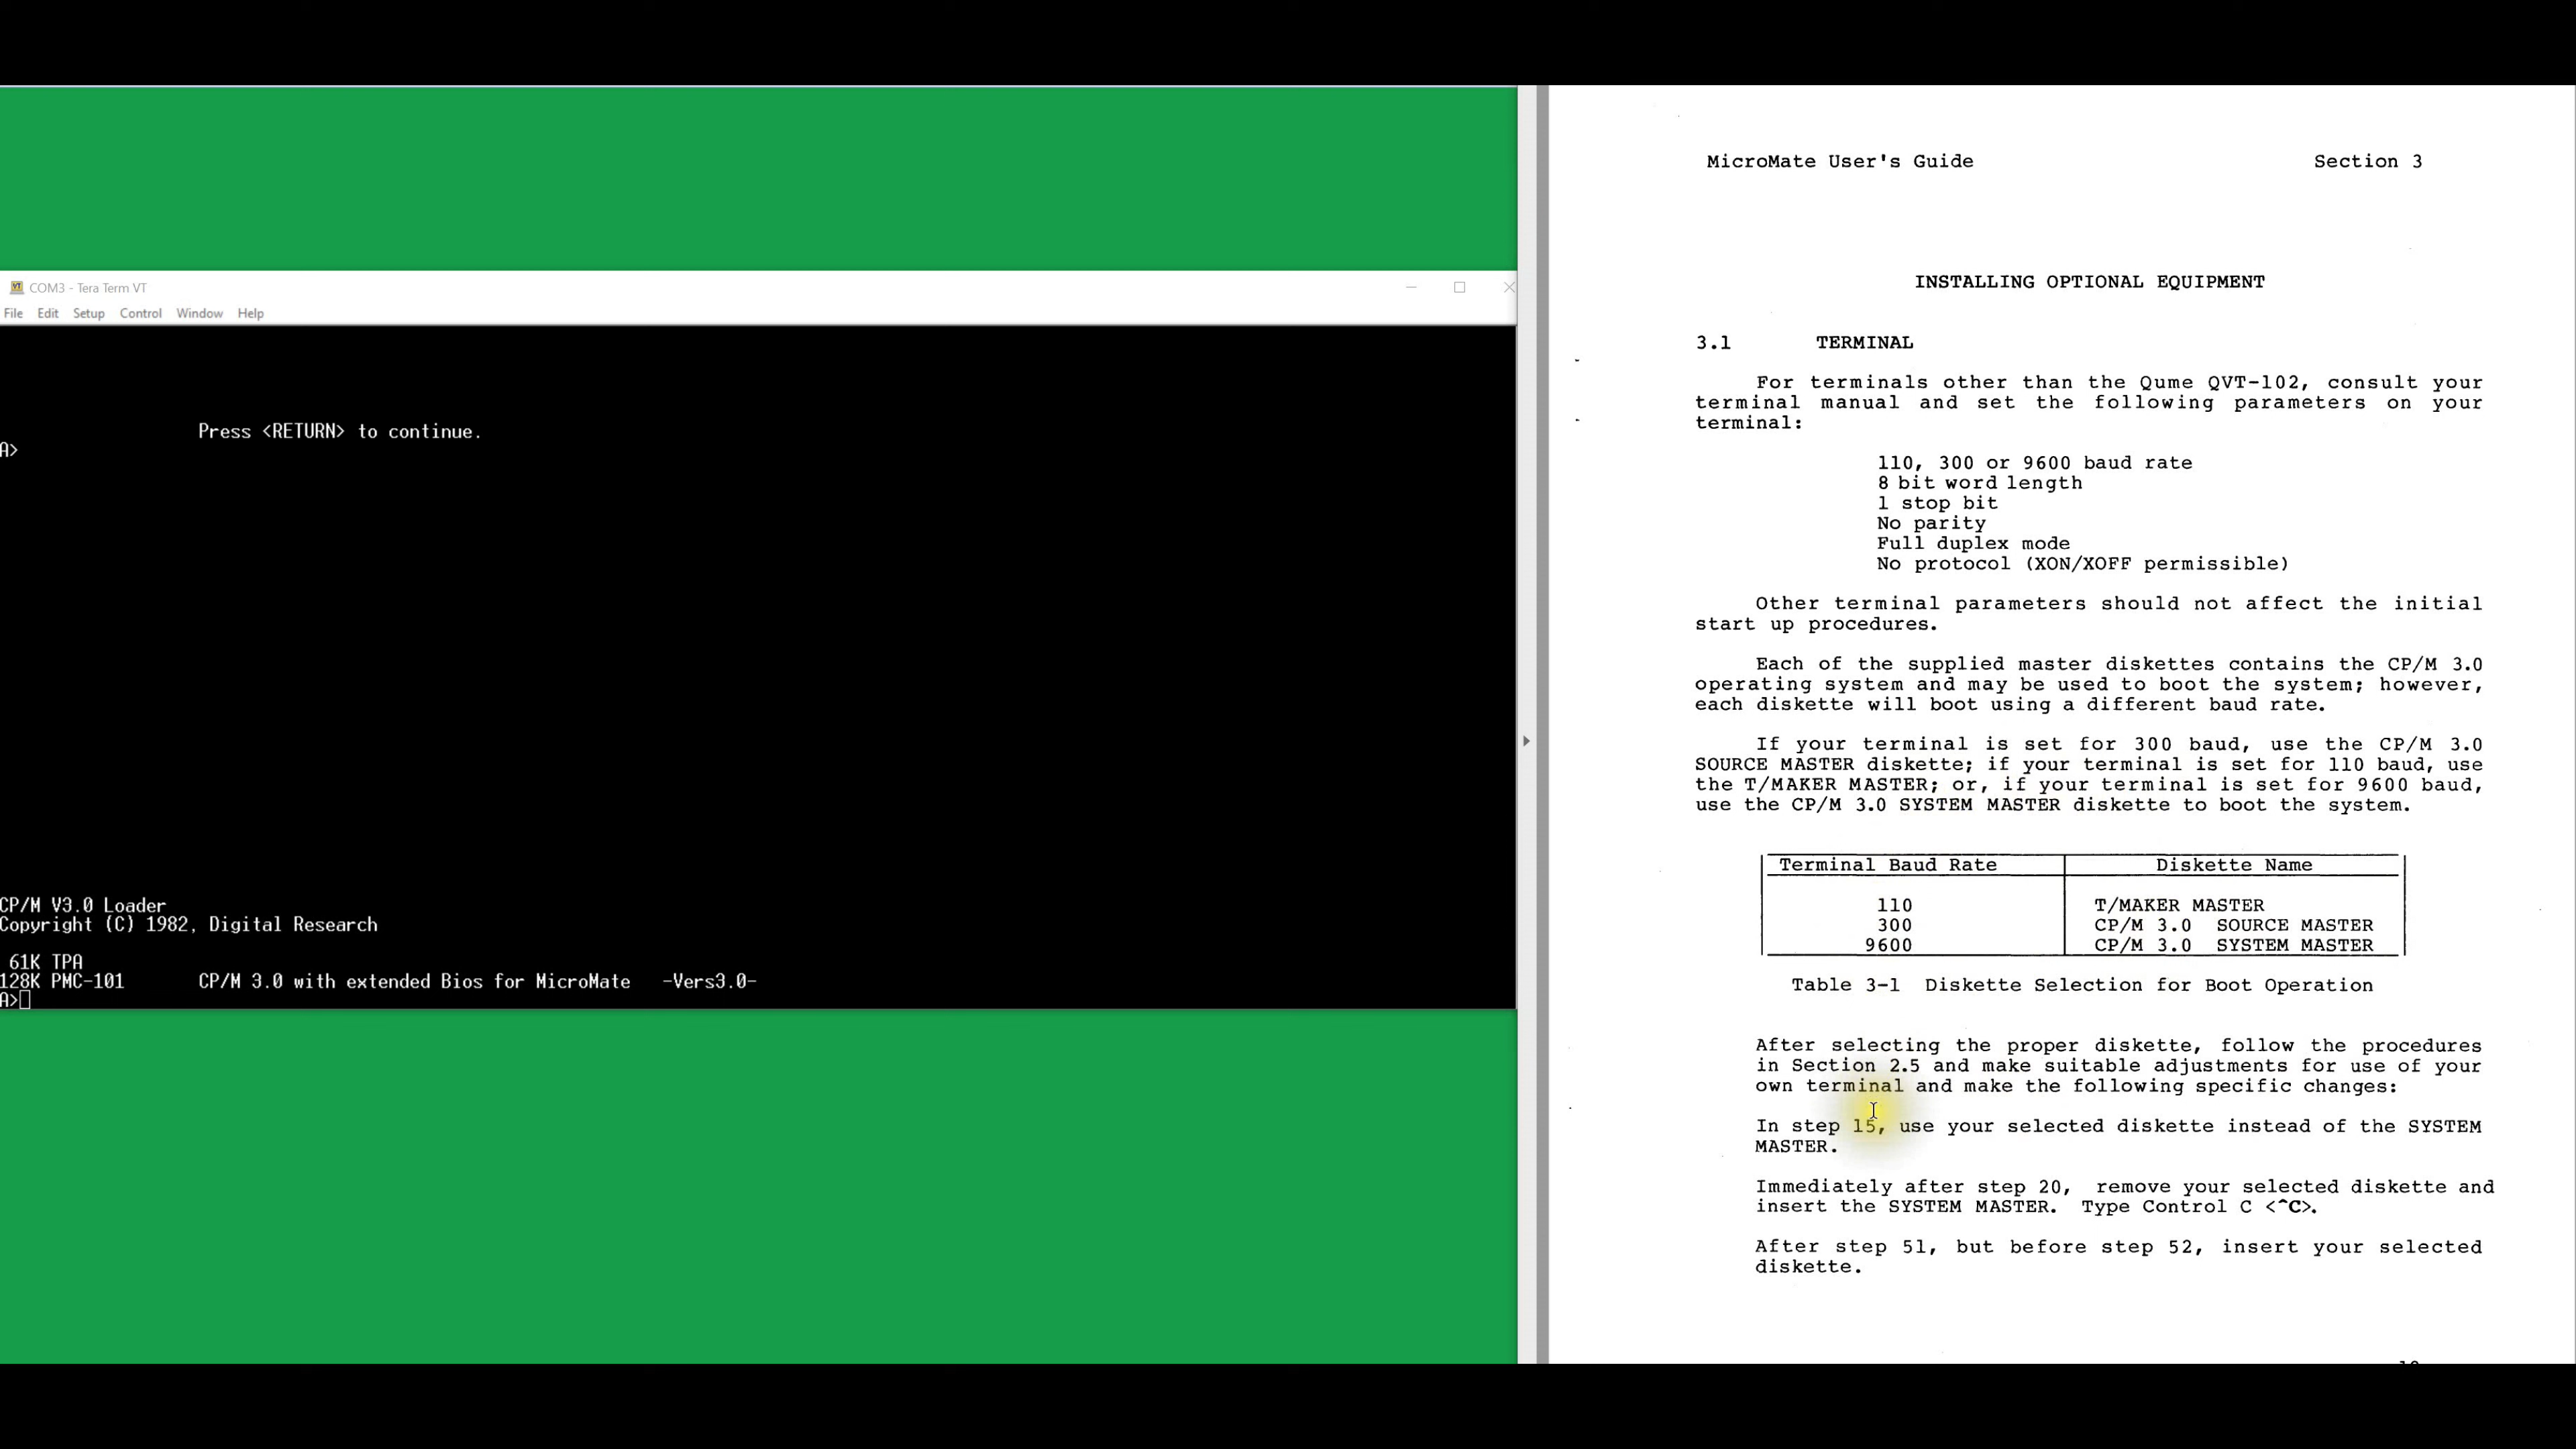 COM3 - Tera Term VT
File Edit Setup Control Window Help
Press <RETURN> to continue.
A>
CP/M V3.0 Loader
Copyright (C) 1982, Digital Research
61K TPA
128K PMC-101 CP/M 3.0 with extended Bios for MicroMate -Vers3.0-
A>
MicroMate User's Guide Section 3
INSTALLING OPTIONAL EQUIPMENT
3.1 TERMINAL
For terminals other than the Qume QVT-102, consult your
terminal manual and set the following parameters on your
terminal:
110, 300 or 9600 baud rate
8 bit word length
1 stop bit
No parity
Full duplex mode
No protocol (XON/XOFF permissible)
Other terminal parameters should not affect the initial
start up procedures.
Each of the supplied master diskettes contains the CP/M 3.0
operating system and may be used to boot the system; however,
each diskette will boot using a different baud rate.
If your terminal is set for 300 baud, use the CP/M 3.0
SOURCE MASTER diskette; if your terminal is set for 110 baud, use
the T/MAKER MASTER; or, if your terminal is set for 9600 baud,
use the CP/M 3.0 SYSTEM MASTER diskette to boot the system.
Terminal Baud Rate Diskette Name
110 T/MAKER MASTER
300 CP/M 3.0 SOURCE MASTER
9600 CP/M 3.0 SYSTEM MASTER
Table 3-1 Diskette Selection for Boot Operation
After selecting the proper diskette, follow the procedures
in Section 2.5 and make suitable adjustments for use of your
own terminal and make the following specific changes:
In step 15, use your selected diskette instead of the SYSTEM
MASTER.
Immediately after step 20, remove your selected diskette and
insert the SYSTEM MASTER. Type Control C <^C>.
After step 51, but before step 52, insert your selected
diskette.